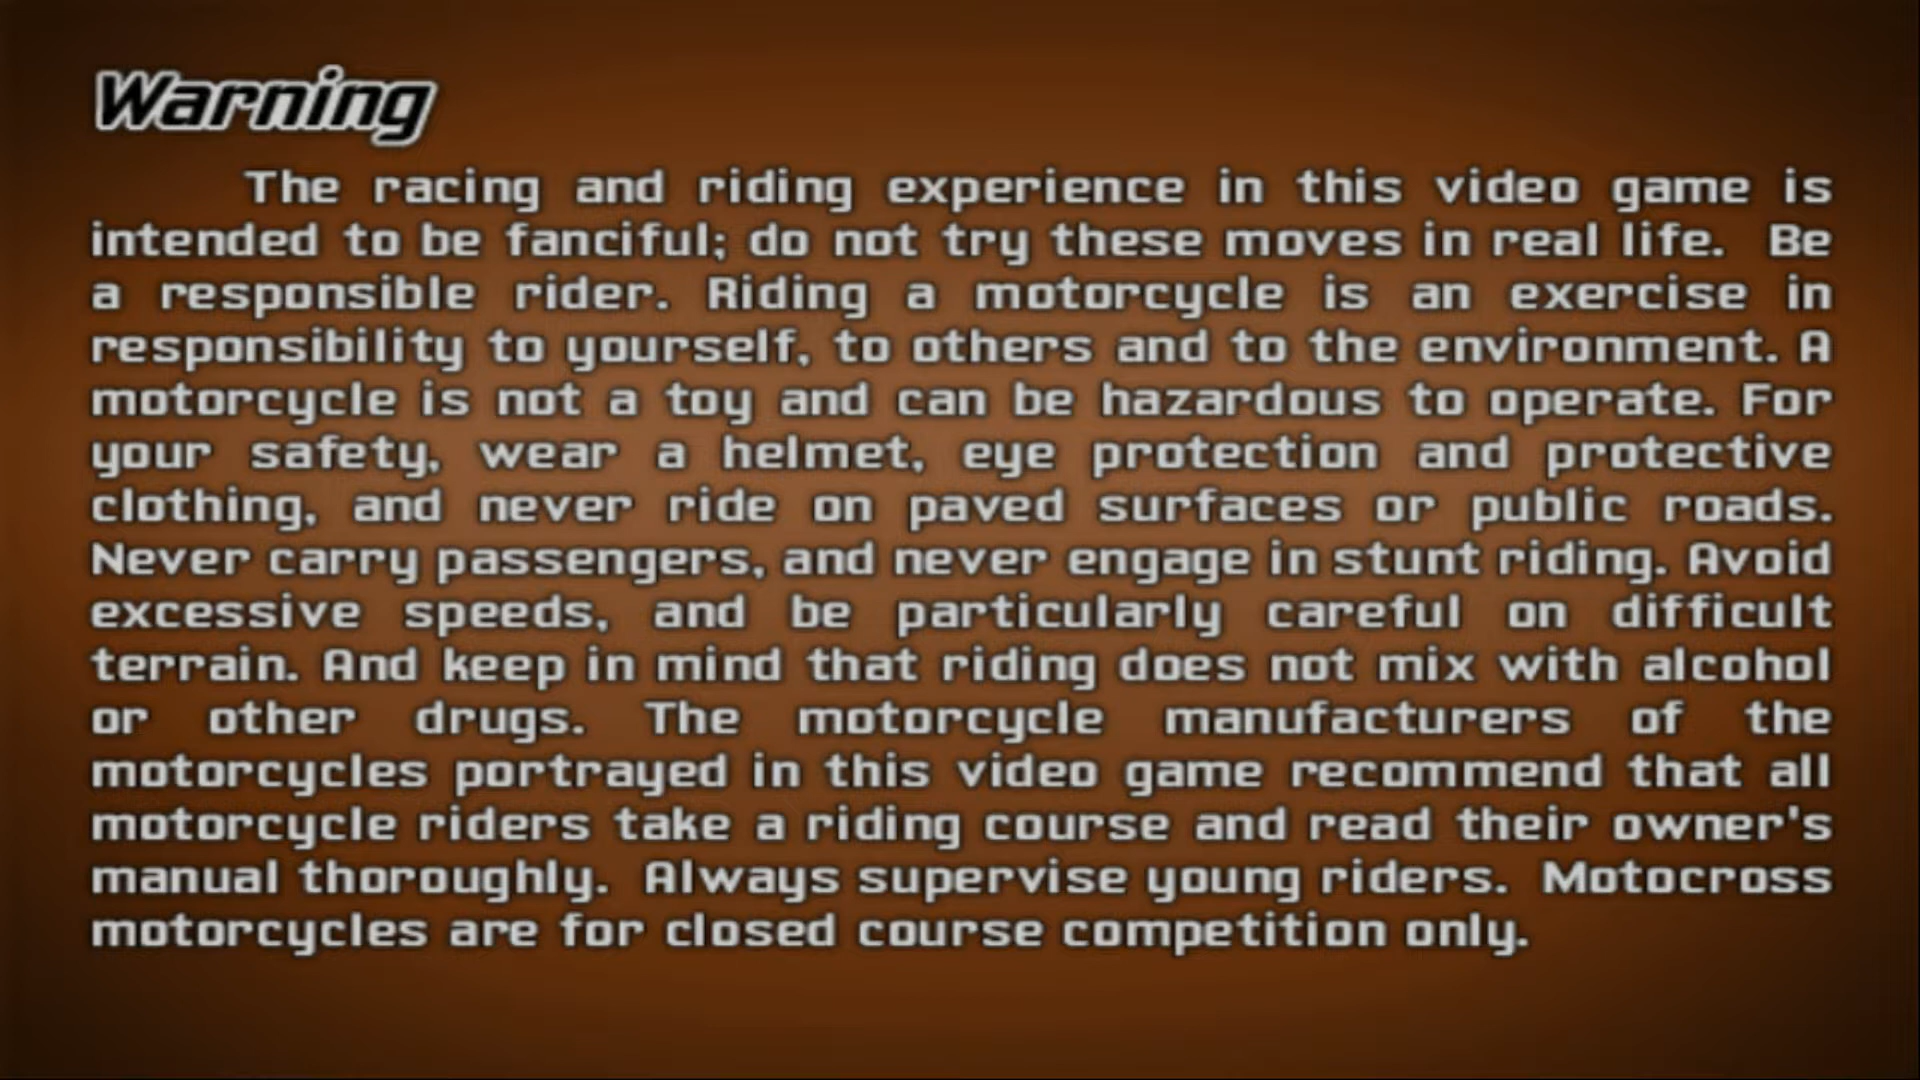 Warning
The racing and riding experience in this video game is
intended to be fanciful; do not try these moves in real life. Be
a responsible rider. Riding a motorcycle is an exercise in
responsibility to yourself, to others and to the environment. A
motorcycle is not a toy and can be hazardous to operate. For
your safety, wear a helmet, eye protection and protective
clothing, and never ride on paved surfaces or public roads.
Never carry passengers, and never engage in stunt riding. Avoid
excessive speeds, and be particularly careful on difficult
terrain. And keep in mind that riding does not mix with alcohol
or other drugs. The motorcycle manufacturers of the
motorcycles portrayed in this video game recommend that all
motorcycle riders take a riding course and read their owner's
manual thoroughly. Always supervise young riders. Motocross
motorcycles are for closed course competition only.